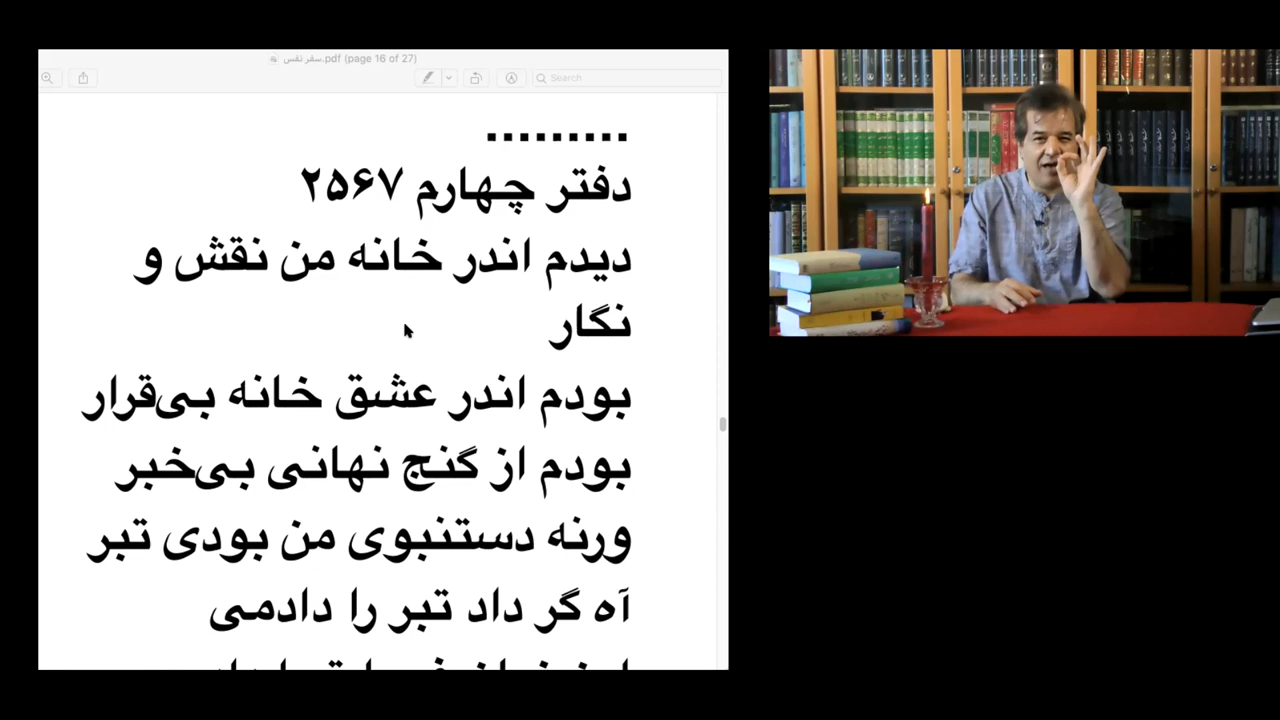 سفر نفس.pdf (page 16 of 27)
Search
.........
دفتر چهارم ۲۵۶۷
دیدم اندر خانه من نقش و
نگار
بودم اندر عشق خانه بی‌قرار
بودم از گنج نهانی بی‌خبر
ورنه دستنبوی من بودی تبر
آه گر داد تبر را دادمی